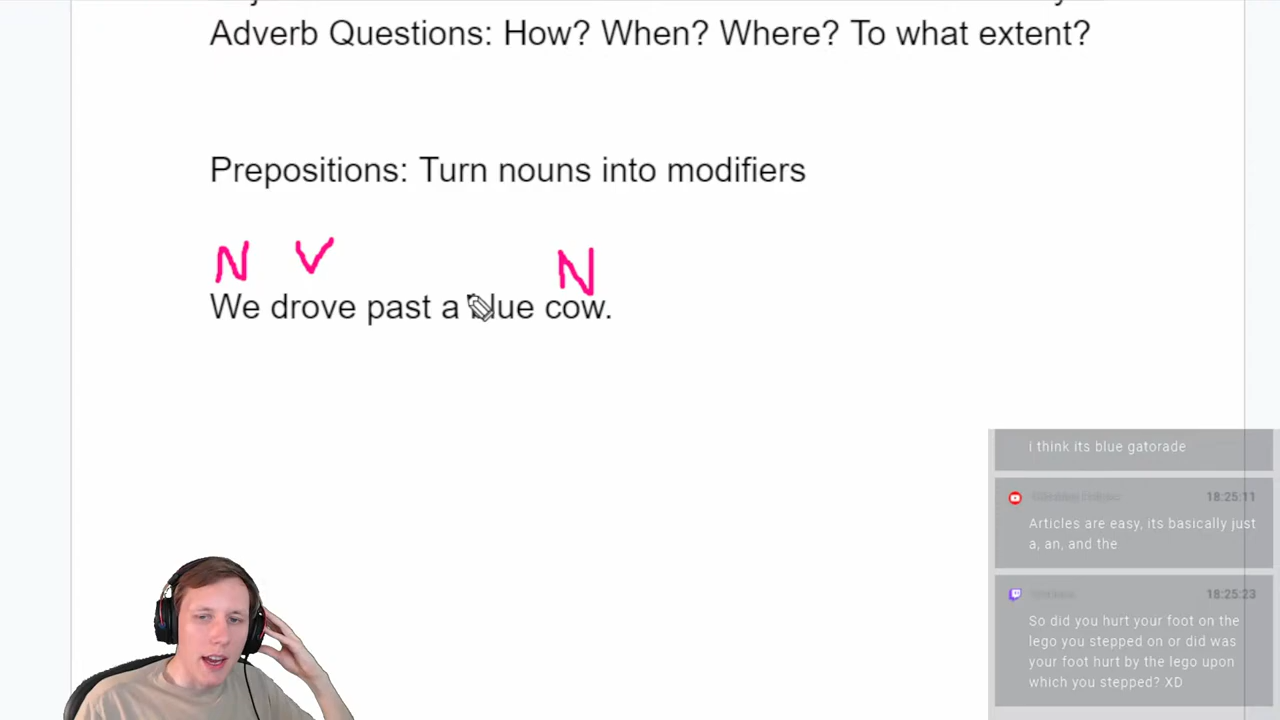 Adverb Questions: How? When? Where? To what extent?
Prepositions: Turn nouns into modifiers
N V N
We drove past a blue cow.
i think its blue gatorade
18:25:11
Articles are easy, its basically just
a, an, and the
18:25:23
So did you hurt your foot on the
lego you stepped on or did was
your foot hurt by the lego upon
which you stepped? XD